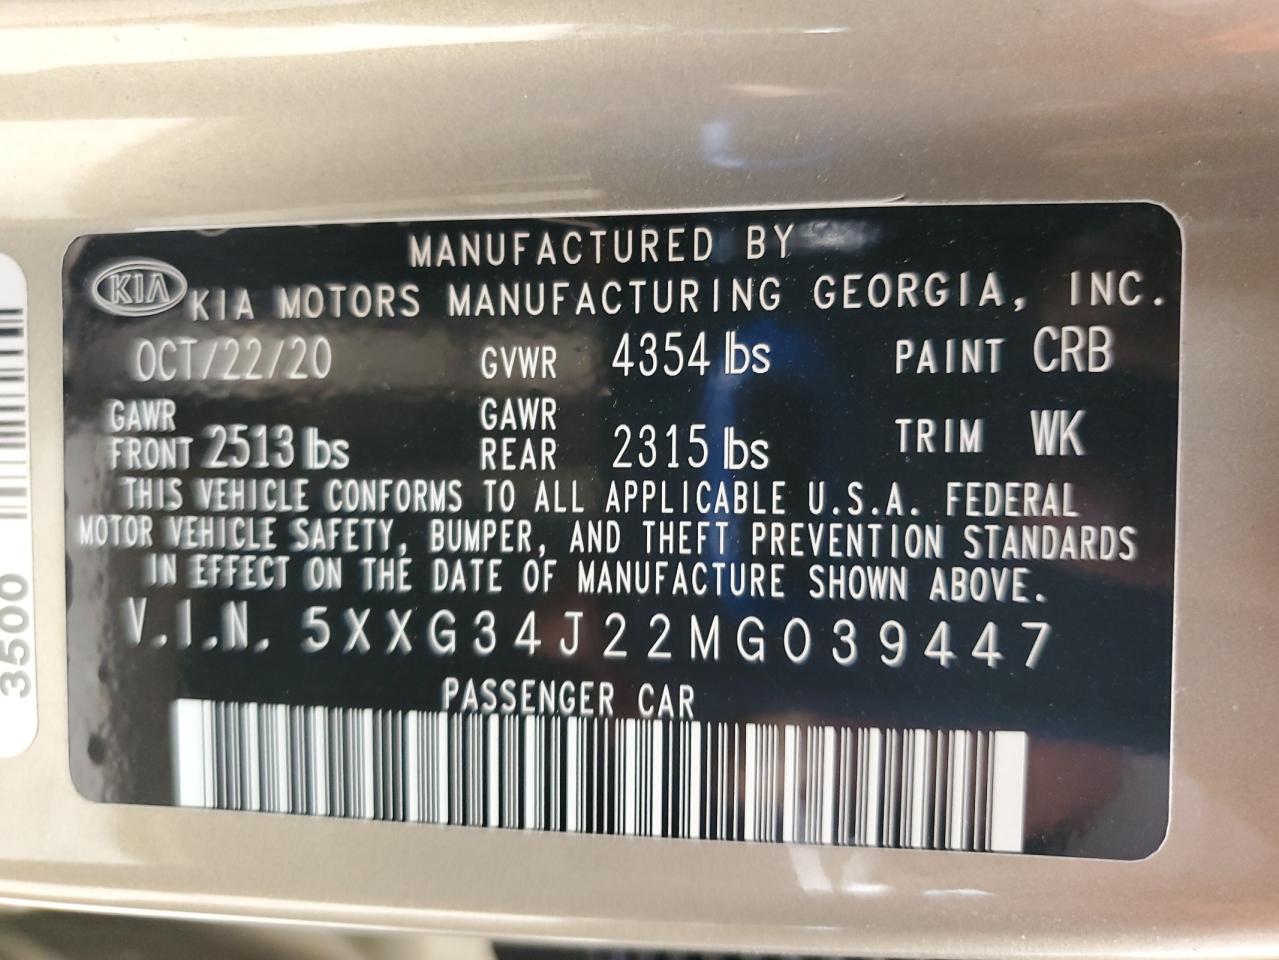 MANUFACTURED BY
KIA KIA MOTORS MANUFACTURING GEORGIA, INC.
OCT/22/20 GVWR 4354 lbs PAINT CRB
GAWR FRONT 2513 lbs GAWR REAR 2315 lbs TRIM WK
THIS VEHICLE CONFORMS TO ALL APPLICABLE U.S.A. FEDERAL
MOTOR VEHICLE SAFETY, BUMPER, AND THEFT PREVENTION STANDARDS
IN EFFECT ON THE DATE OF MANUFACTURE SHOWN ABOVE.
V.I.N. 5XXG34J22MG039447
PASSENGER CAR
3500